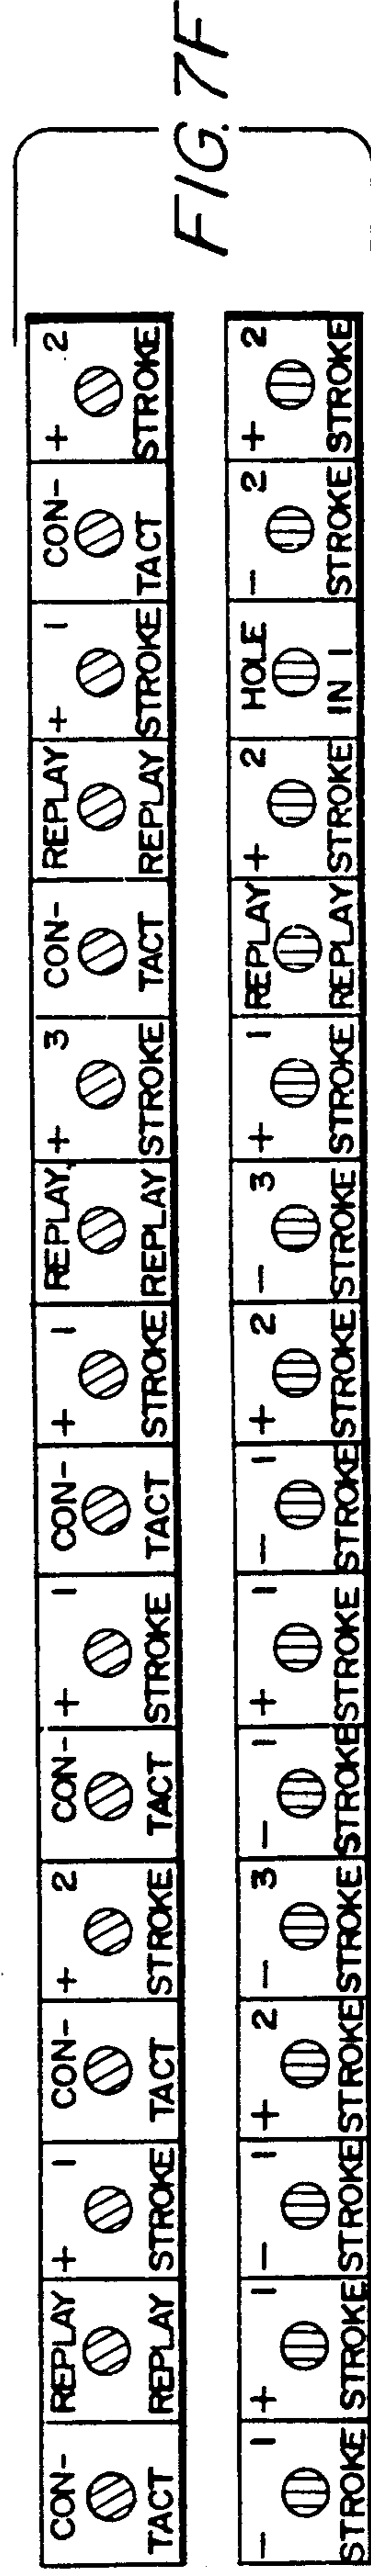 CON-
TACT
REPLAY
REPLAY
+ 1
STROKE
CON-
TACT
+ 2
STROKE
CON-
TACT
+ 1
STROKE
CON-
TACT
+ 1
STROKE
REPLAY
REPLAY
+ 3
STROKE
CON-
TACT
REPLAY
REPLAY
+ 1
STROKE
CON-
TACT
+ 2
STROKE
- 1
STROKE
+ 1
STROKE
- 1
STROKE
+ 2
STROKE
- 3
STROKE
- 1
STROKE
+ 1
STROKE
- 1
STROKE
+ 2
STROKE
- 3
STROKE
+ 1
STROKE
REPLAY
REPLAY
+ 2
STROKE
HOLE
IN 1
- 2
STROKE
+ 2
STROKE
FIG. 7F